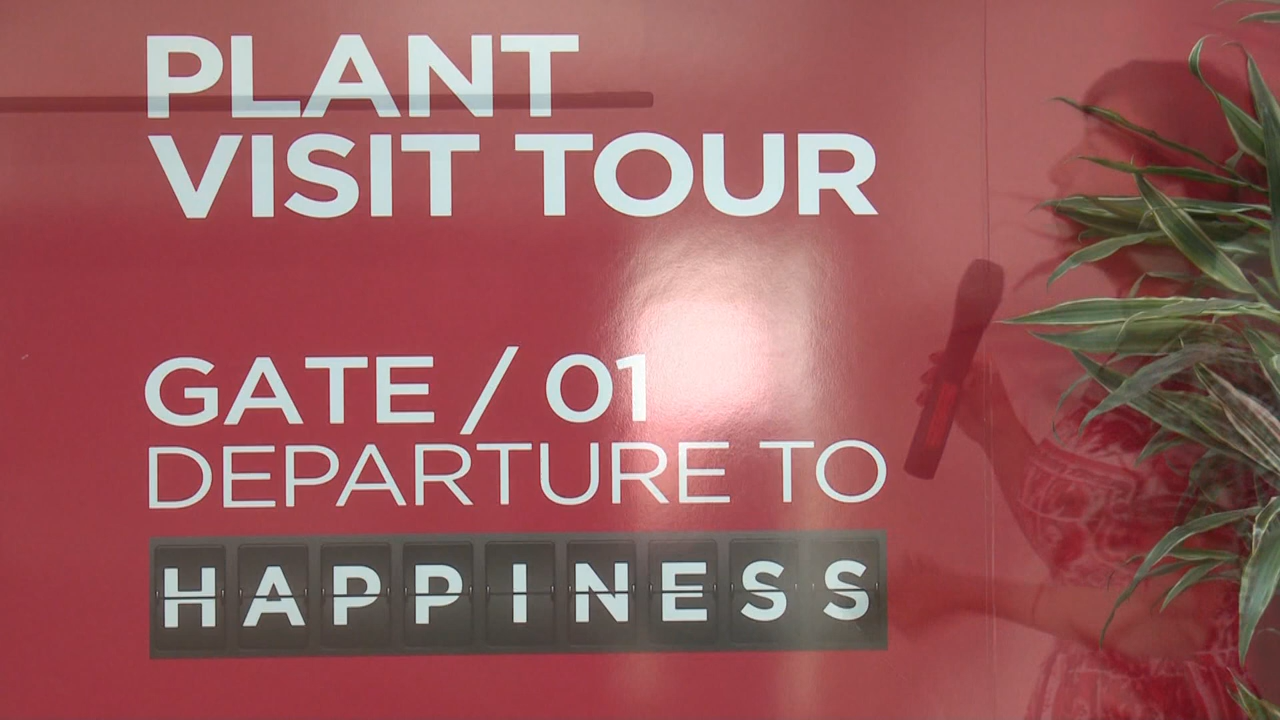 PLANT
VISIT TOUR
GATE / 01
DEPARTURE TO
HAPPINESS